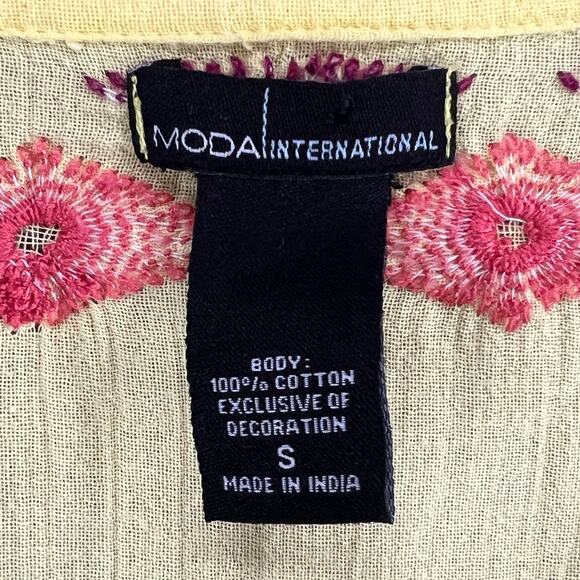 MODA INTERNATIONAL
BODY:
100% COTTON
EXCLUSIVE OF
DECORATION
S
MADE IN INDIA